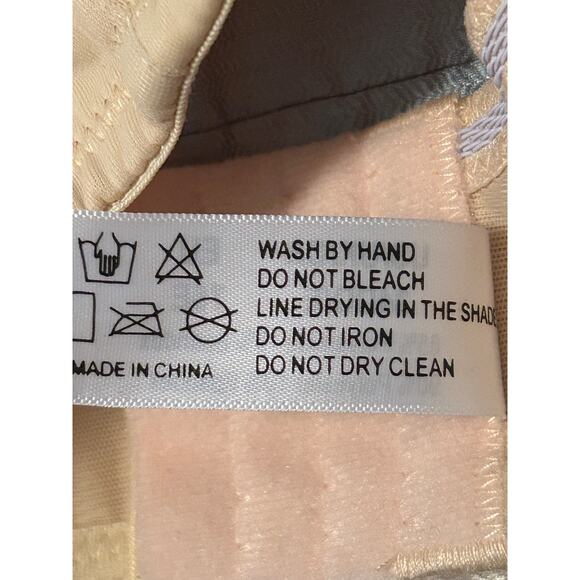 WASH BY HAND
DO NOT BLEACH
LINE DRYING IN THE SHADE
DO NOT IRON
DO NOT DRY CLEAN
MADE IN CHINA